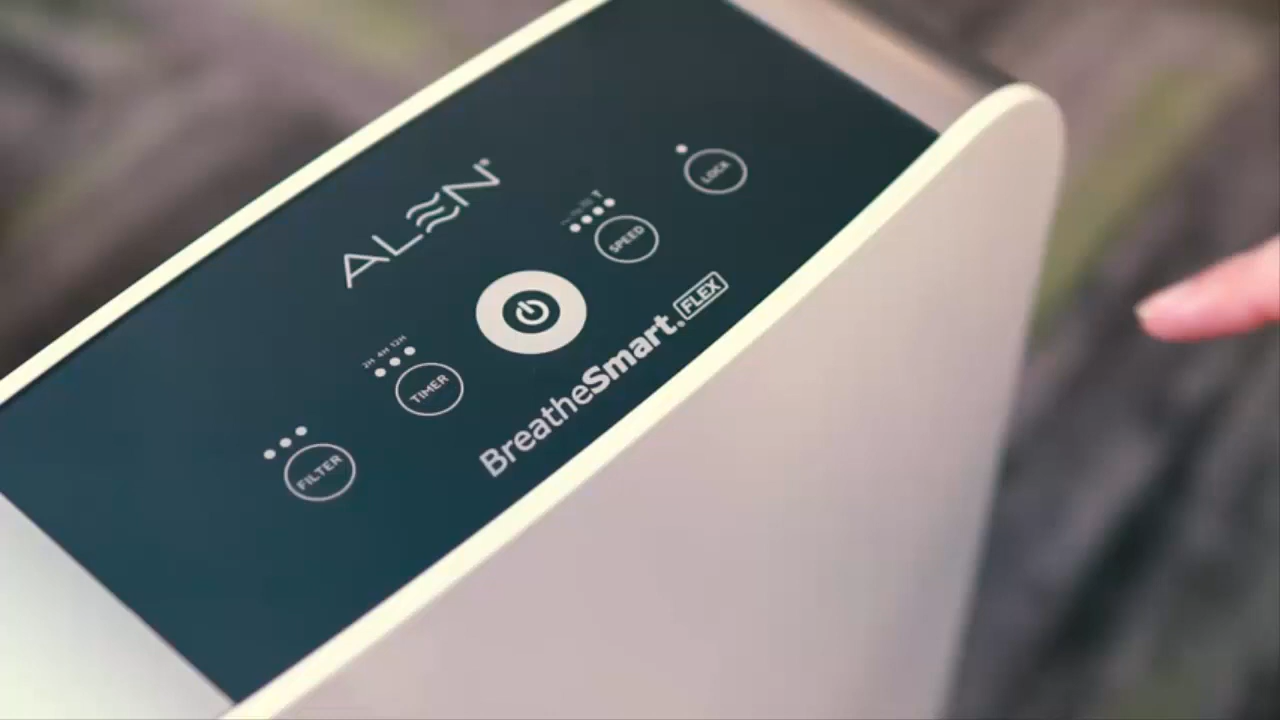 ALEN
LOCK
SPEED
2H 4H 12H
TIMER
BreatheSmart. FLEX
FILTER